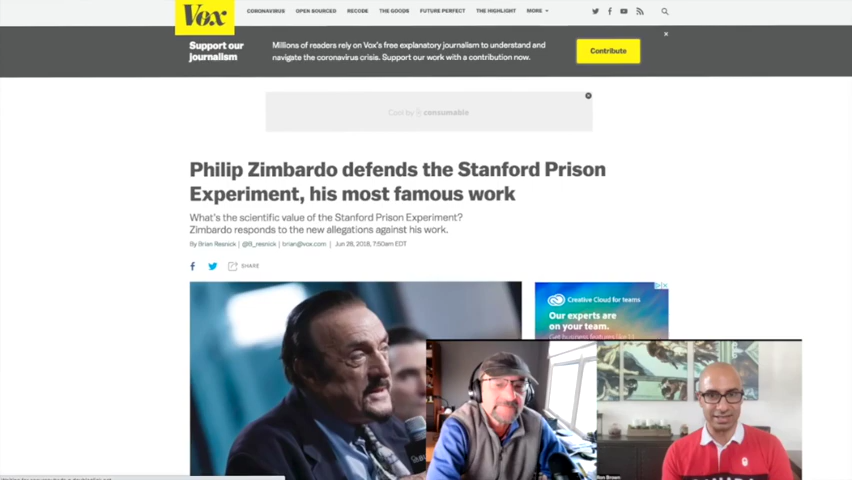 Vox
CORONAVIRUS OPEN SOURCED RECODE THE GOODS FUTURE PERFECT THE HIGHLIGHT MORE
Support our
journalism
Millions of readers rely on Vox's free explanatory journalism to understand and
navigate the coronavirus crisis. Support our work with a contribution now.
Contribute
consumable
Philip Zimbardo defends the Stanford Prison
Experiment, his most famous work
What's the scientific value of the Stanford Prison Experiment?
Zimbardo responds to the new allegations against his work.
By Brian Resnick | @B_resnick | brian@vox.com | Jun 28, 2018, 7:50am EDT
SHARE
Creative Cloud for teams
Our experts are
on your team.
Brown